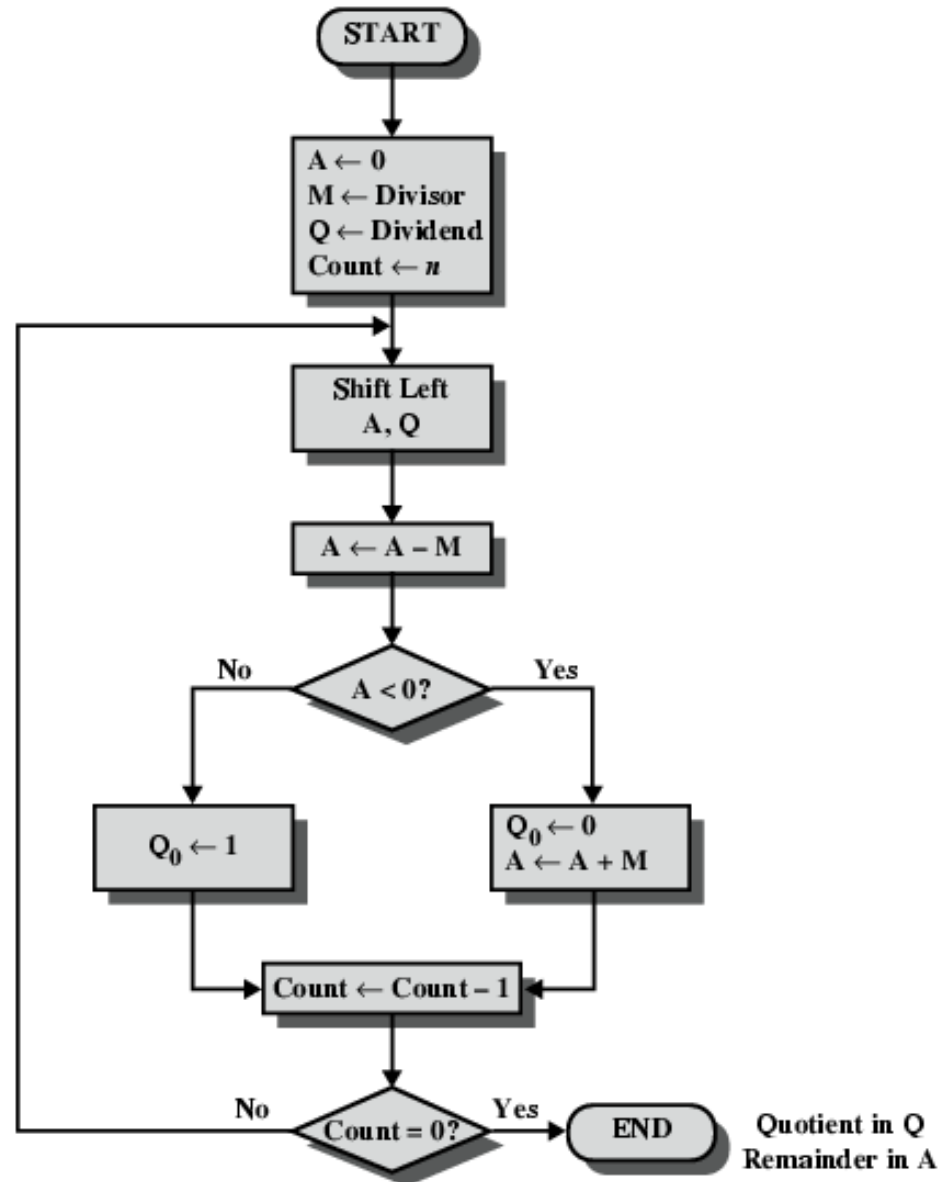 START
A ← 0
M ← Divisor
Q ← Dividend
Count ← n
Shift Left
A, Q
A ← A – M
No
A < 0?
Yes
Q₀ ← 1
Q₀ ← 0
A ← A + M
Count ← Count – 1
No
Count = 0?
Yes
END
Quotient in Q
Remainder in A